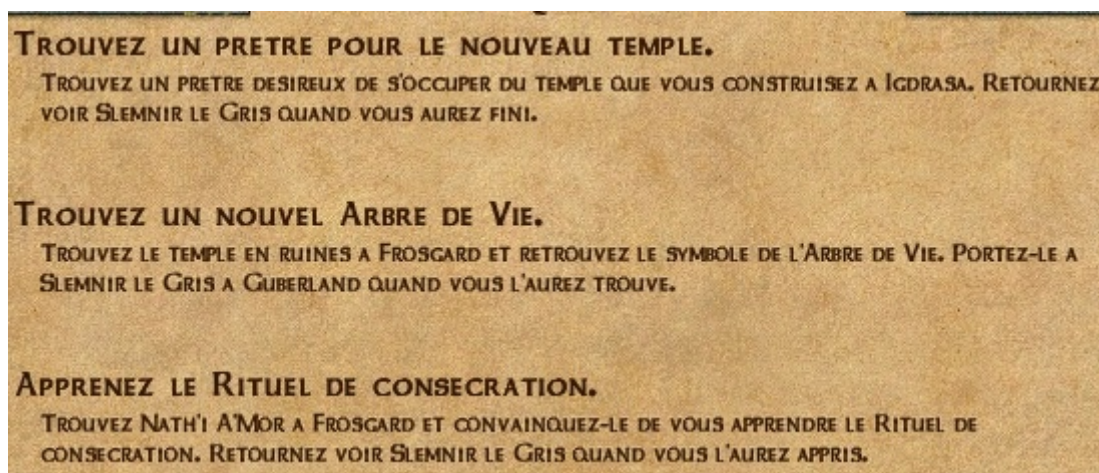 Trouvez un pretre pour le nouveau temple.
Trouvez un pretre desireux de s'occuper du temple que vous construisez a Igdrasa. Retournez
voir Slemnir le Gris quand vous aurez fini.
Trouvez un nouvel Arbre de Vie.
Trouvez le temple en ruines a Frosgard et retrouvez le symbole de l'Arbre de Vie. Portez-le a
Slemnir le Gris a Guberland quand vous l'aurez trouve.
Apprenez le Rituel de consecration.
Trouvez Nath'i A'Mor a Frosgard et convainquez-le de vous apprendre le Rituel de
consecration. Retournez voir Slemnir le Gris quand vous l'aurez appris.